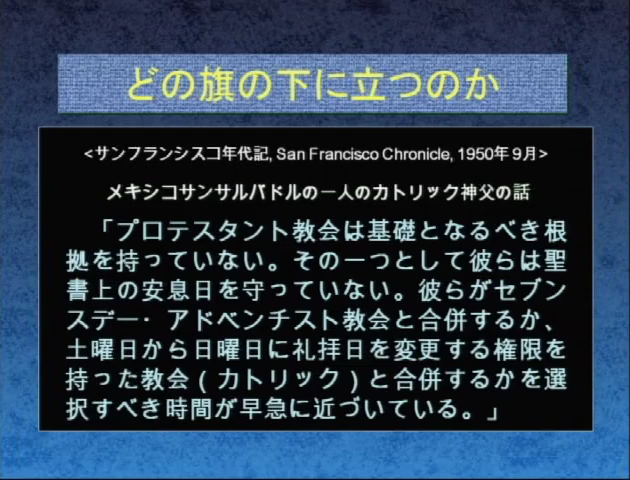 どの旗の下に立つのか
<サンフランシスコ年代記, San Francisco Chronicle, 1950年 9月>
メキシコサンサルバドルの一人のカトリック神父の話
「プロテスタント教会は基礎となるべき根
拠を持っていない。その一つとして彼らは聖
書上の安息日を守っていない。彼らがセブン
スデー・アドベンチスト教会と合併するか、
土曜日から日曜日に礼拝日を変更する権限を
持った教会 ( カトリック ) と合併するかを選
択すべき時間が早急に近づいている。」